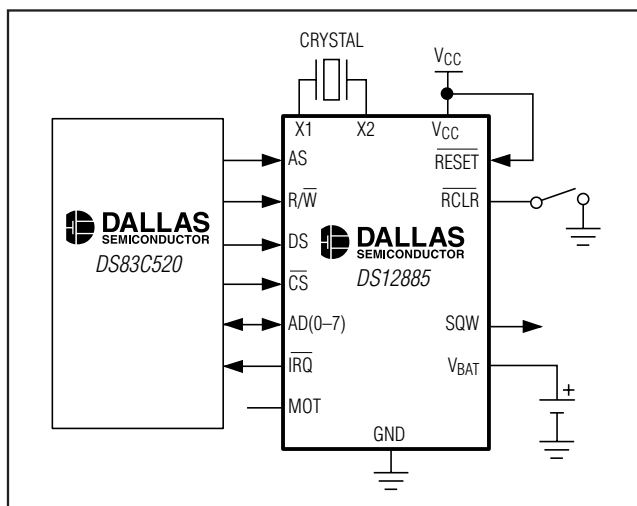 CRYSTAL
VCC
X1
X2
VCC
AS
RESET
R/W
RCLR
DALLAS
SEMICONDUCTOR
DS83C520
DS
DALLAS
SEMICONDUCTOR
DS12885
CS
AD(0–7)
SQW
IRQ
VBAT
+
MOT
GND